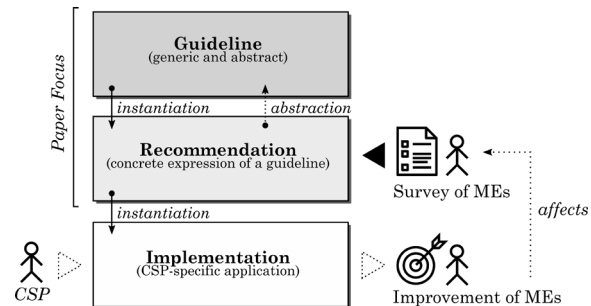 Guideline
(generic and abstract)
Paper Focus
instantiation
abstraction
Recommendation
(concrete expression of a guideline)
Survey of MEs
instantiation
affects
Implementation
(CSP-specific application)
CSP
Improvement of MEs